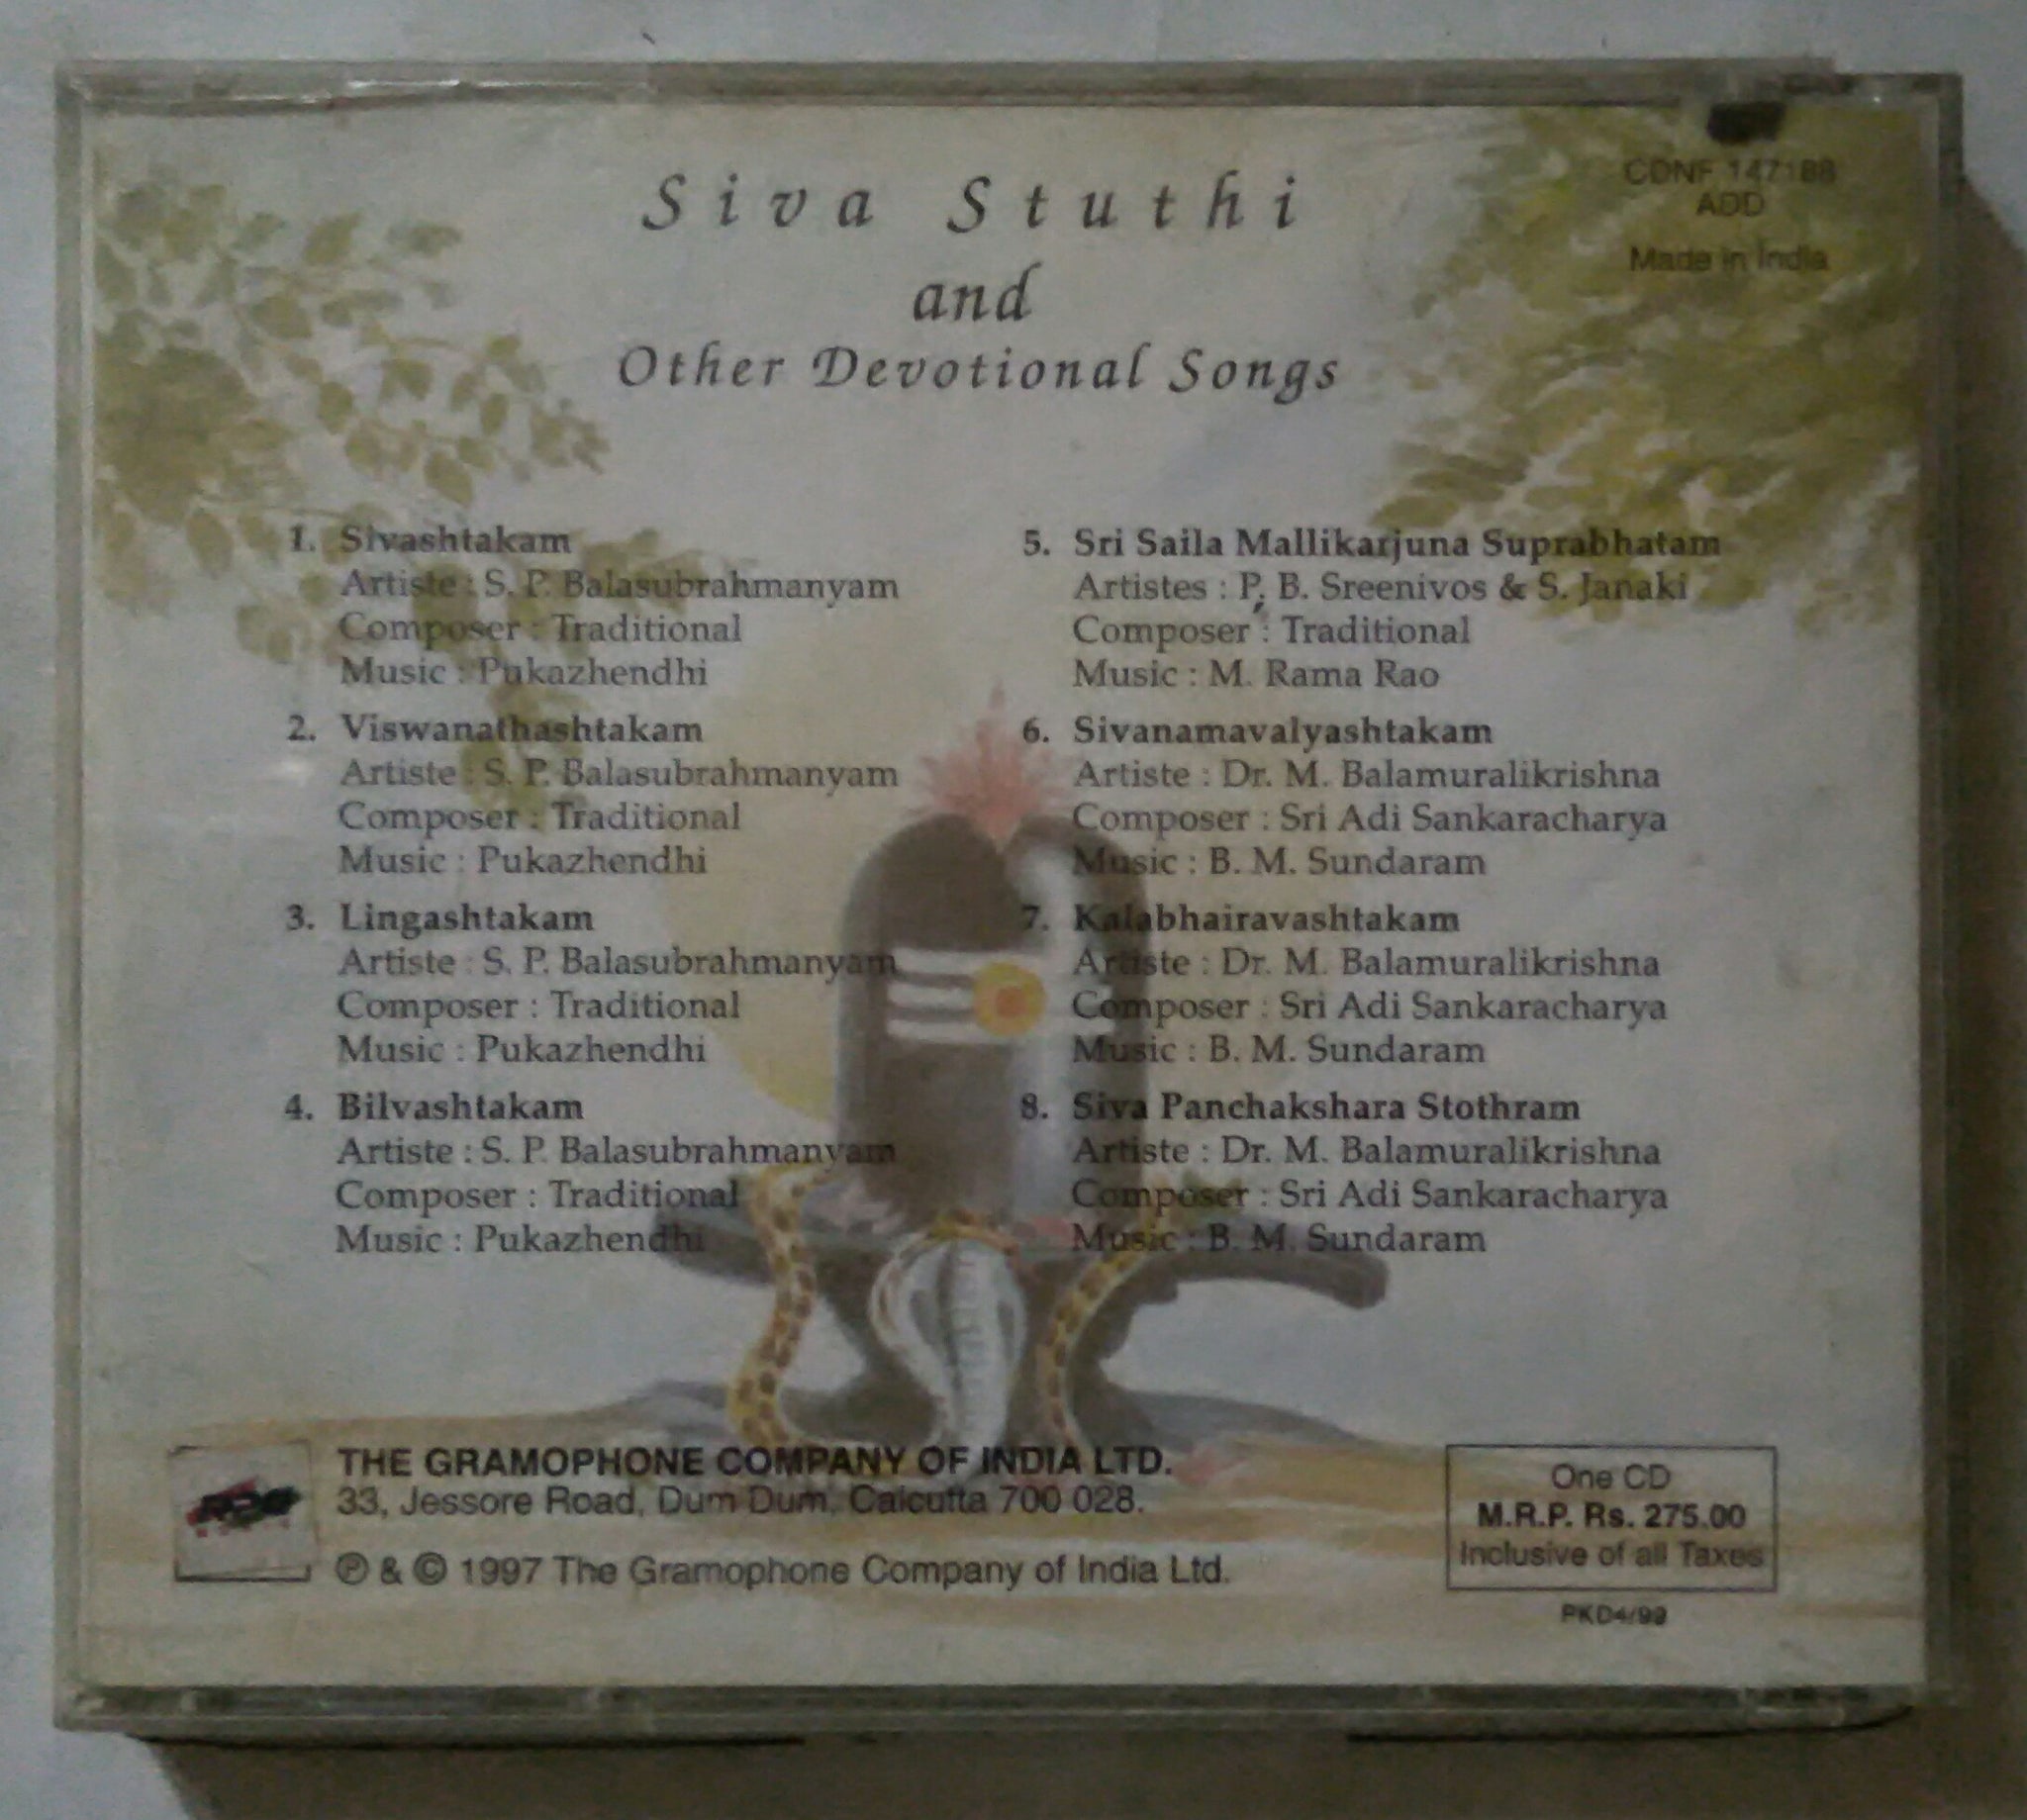 Siva Stuthi
and
Other Devotional Songs
CDNF 147188
ADD
Made in India
1. Sivashtakam
Artiste : S. P. Balasubrahmanyam
Composer : Traditional
Music : Pukazhendhi
2. Viswanathashtakam
Artiste : S. P. Balasubrahmanyam
Composer : Traditional
Music : Pukazhendhi
3. Lingashtakam
Artiste : S. P. Balasubrahmanyam
Composer : Traditional
Music : Pukazhendhi
4. Bilvashtakam
Artiste : S. P. Balasubrahmanyam
Composer : Traditional
Music : Pukazhendhi
5. Sri Saila Mallikarjuna Suprabhatam
Artistes : P. B. Sreenivos & S. Janaki
Composer : Traditional
Music : M. Rama Rao
6. Sivanamavalyashtakam
Artiste : Dr. M. Balamuralikrishna
Composer : Sri Adi Sankaracharya
Music : B. M. Sundaram
7. Kalabhairavashtakam
Artiste : Dr. M. Balamuralikrishna
Composer : Sri Adi Sankaracharya
Music : B. M. Sundaram
8. Siva Panchakshara Stothram
Artiste : Dr. M. Balamuralikrishna
Composer : Sri Adi Sankaracharya
Music : B. M. Sundaram
THE GRAMOPHONE COMPANY OF INDIA LTD.
33, Jessore Road, Dum Dum, Calcutta 700 028.
℗ & © 1997 The Gramophone Company of India Ltd.
One CD
M.R.P. Rs. 275.00
Inclusive of all Taxes
PKD4/99